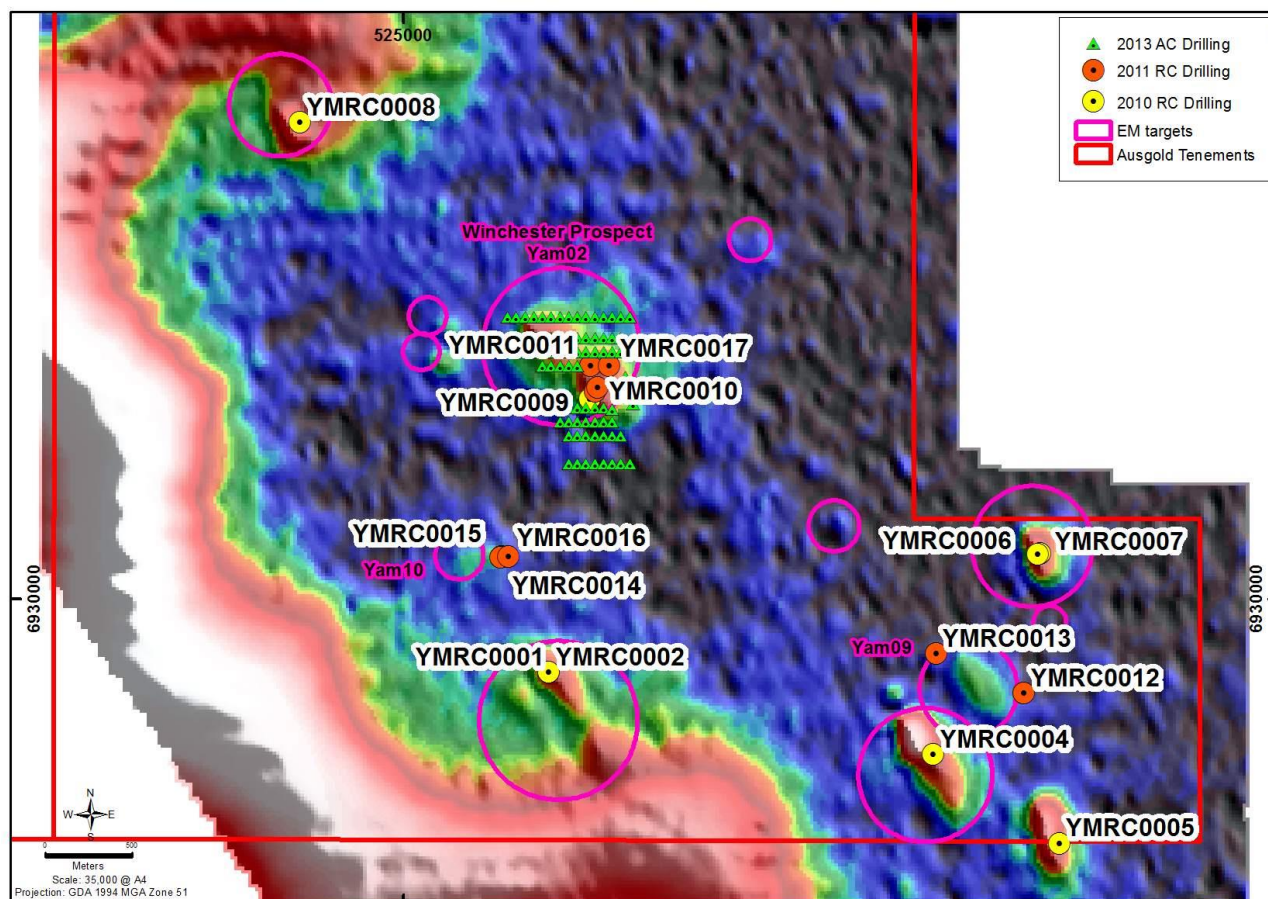 525000
2013 AC Drilling
2011 RC Drilling
2010 RC Drilling
EM targets
Ausgold Tenements
YMRC0008
Winchester Prospect
Yam02
YMRC0011
YMRC0017
YMRC0009
YMRC0010
YMRC0015
YMRC0016
Yam10
YMRC0014
YMRC0006
YMRC0007
6930000
6930000
YMRC0001
YMRC0002
Yam09
YMRC0013
YMRC0012
YMRC0004
YMRC0005
N
W
E
S
0
500
Meters
Scale: 35,000 @ A4
Projection: GDA 1994 MGA Zone 51